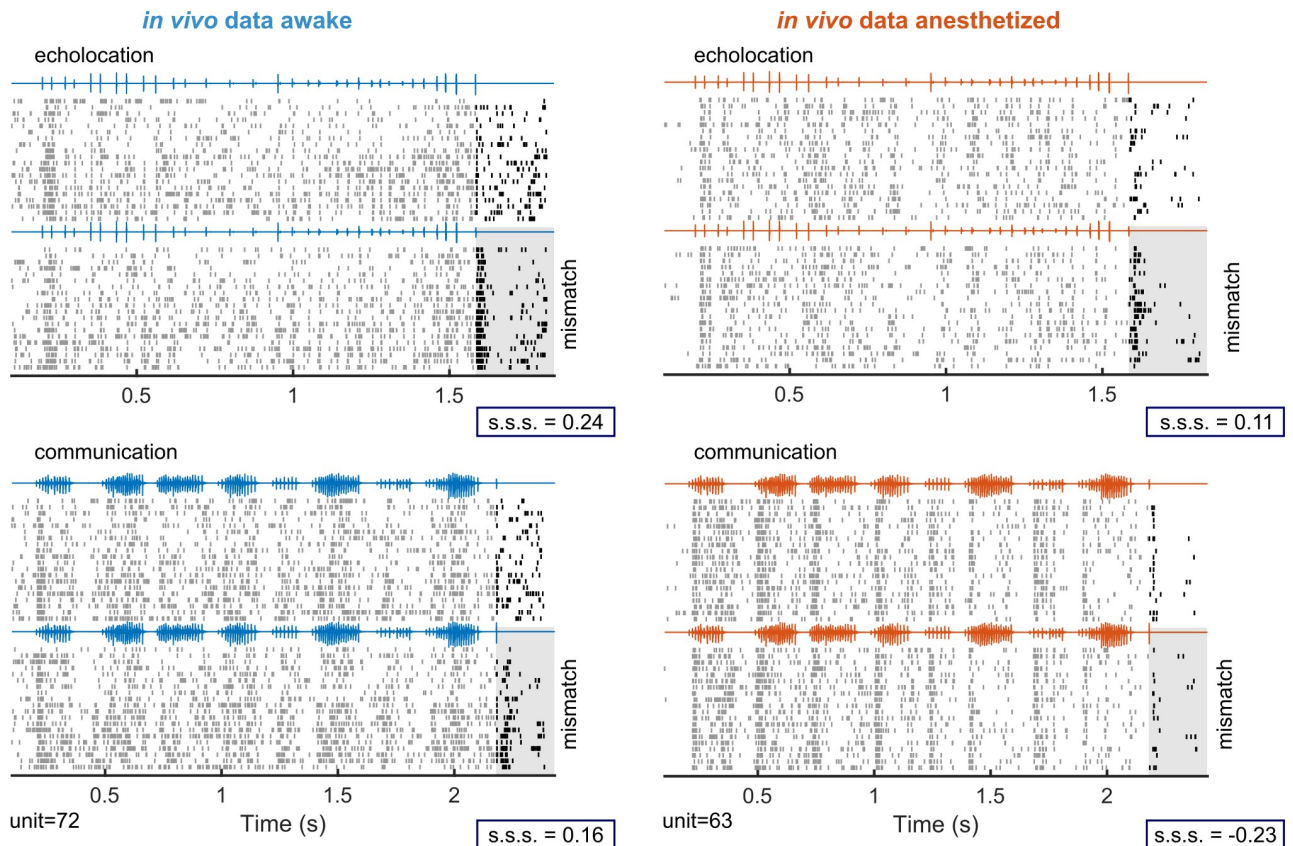 in vivo data awake
in vivo data anesthetized
echolocation
echolocation
mismatch
mismatch
0.5 1 1.5
0.5 1 1.5
s.s.s. = 0.24
s.s.s. = 0.11
communication
communication
mismatch
mismatch
0.5 1 1.5 2
0.5 1 1.5 2
unit=72
Time (s)
s.s.s. = 0.16
unit=63
Time (s)
s.s.s. = -0.23